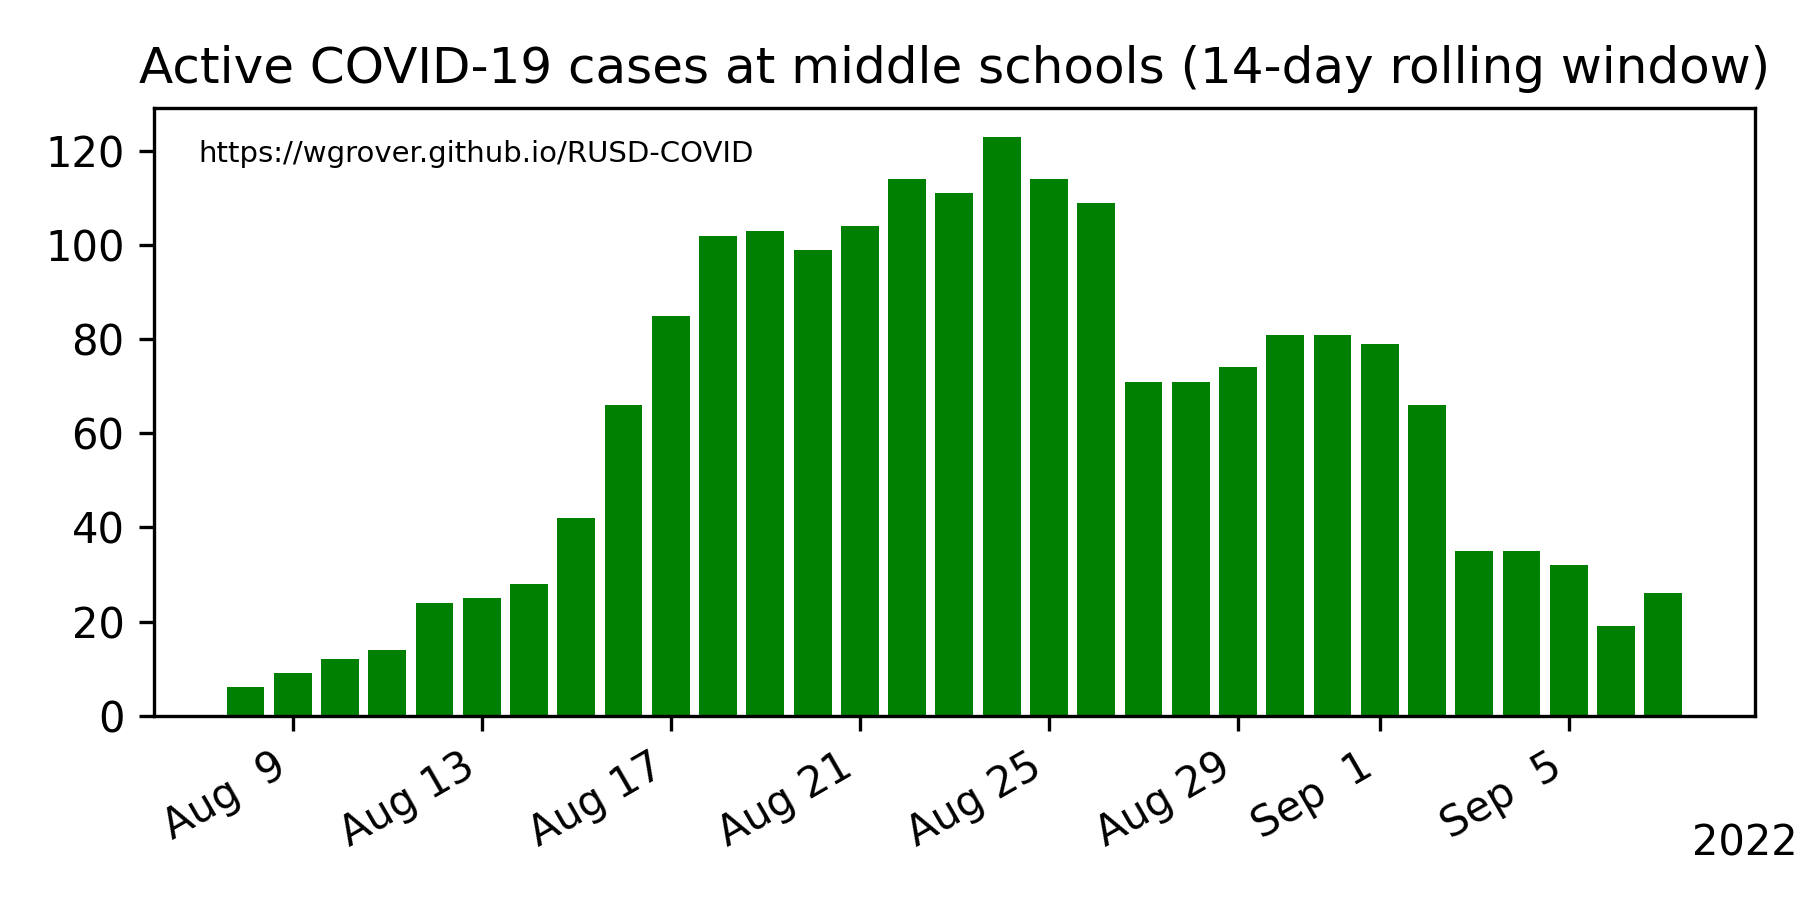 Active COVID-19 cases at middle schools (14-day rolling window)
https://wgrover.github.io/RUSD-COVID
120
100
80
60
40
20
0
Aug 9
Aug 13
Aug 17
Aug 21
Aug 25
Aug 29
Sep 1
Sep 5
2022